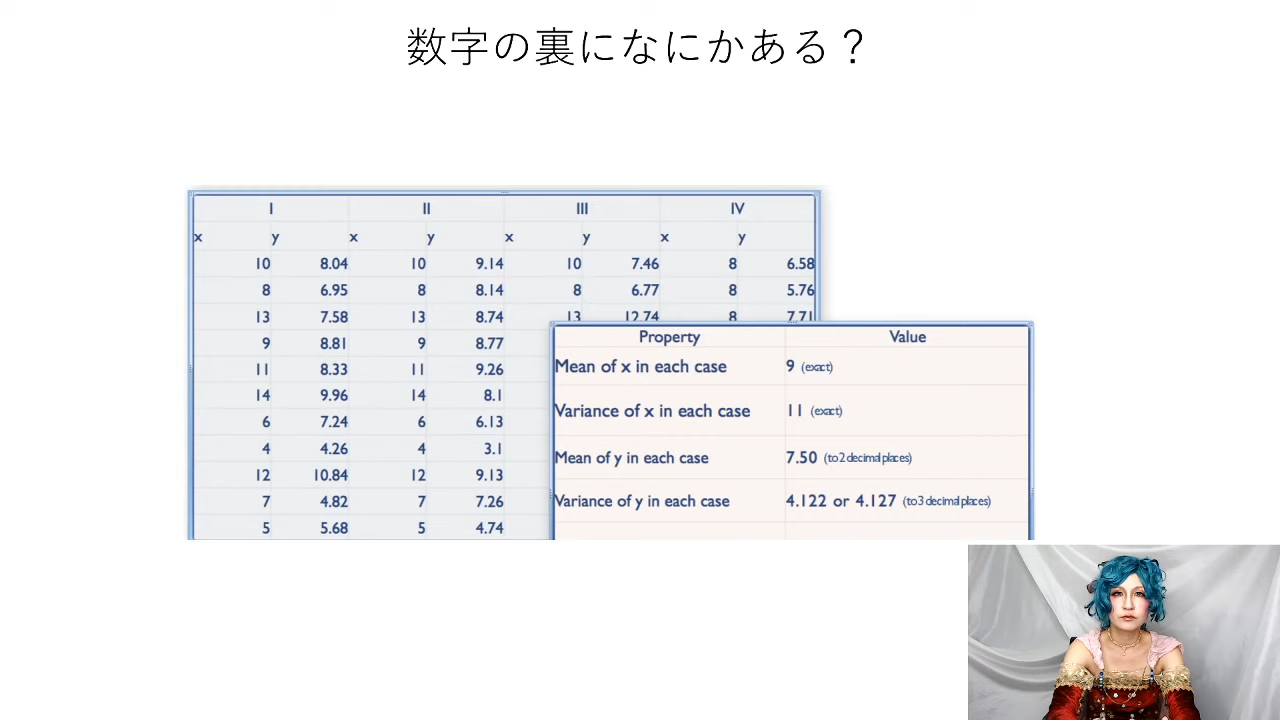 数字の裏になにかある？
I II III IV
x y x y x y x y
10 8.04 10 9.14 10 7.46 8 6.58
8 6.95 8 8.14 8 6.77 8 5.76
13 7.58 13 8.74 13 12.74 8 7.71
9 8.81 9 8.77
11 8.33 11 9.26
14 9.96 14 8.1
6 7.24 6 6.13
4 4.26 4 3.1
12 10.84 12 9.13
7 4.82 7 7.26
5 5.68 5 4.74
Property Value
Mean of x in each case 9 (exact)
Variance of x in each case 11 (exact)
Mean of y in each case 7.50 (to 2 decimal places)
Variance of y in each case 4.122 or 4.127 (to 3 decimal places)